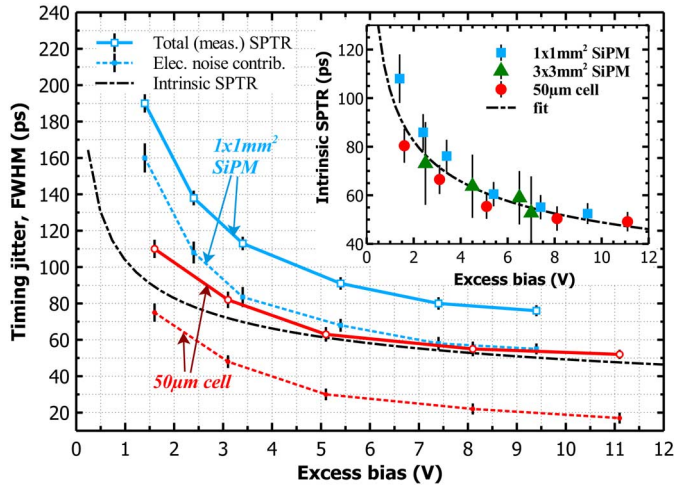 240
220
200
180
160
140
120
100
80
60
40
20
Timing jitter, FWHM (ps)
Total (meas.) SPTR
Elec. noise contrib.
Intrinsic SPTR
1x1mm²
SiPM
50μm cell
0 1 2 3 4 5 6 7 8 9 10 11 12
Excess bias (V)
120
100
80
60
40
Intrinsic SPTR (ps)
1x1mm² SiPM
3x3mm² SiPM
50μm cell
fit
0 2 4 6 8 10 12
Excess bias (V)